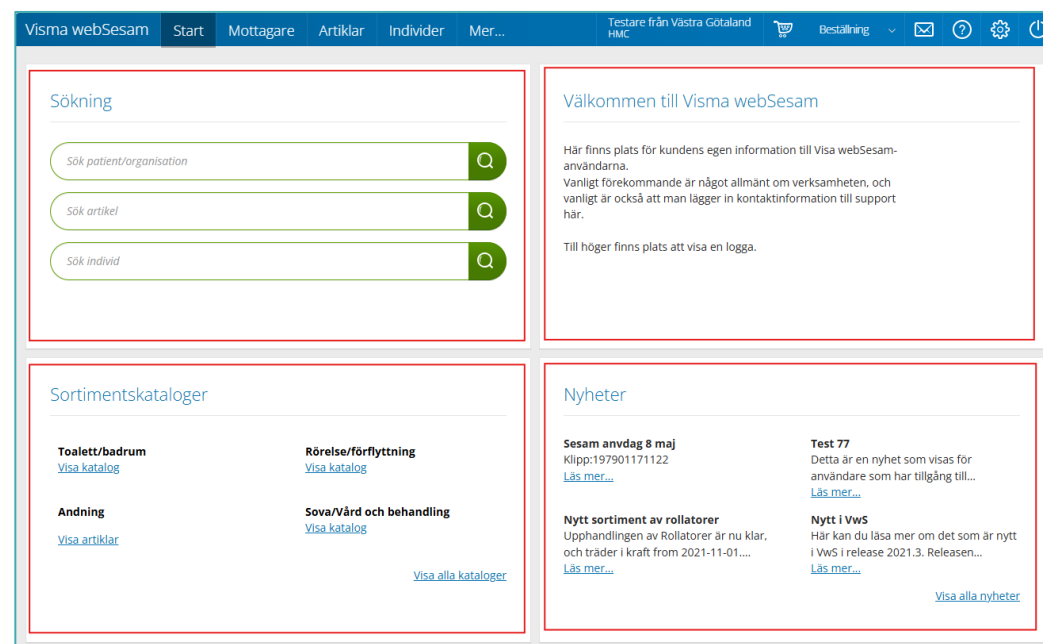 Visma webSesam Start Mottagare Artiklar Individer Mer... Testare från Västra Götaland Beställning
HMC
Sökning
Sök patient/organisation
Sök artikel
Sök individ
Välkommen till Visma webSesam
Här finns plats för kundens egen information till Visa webSesam-
användarna.
Vanligt förekommande är något allmänt om verksamheten, och
vanligt är också att man lägger in kontaktinformation till support
här.
Till höger finns plats att visa en logga.
Sortimentskataloger
Toalett/badrum
Visa katalog
Rörelse/förflyttning
Visa katalog
Andning
Visa artiklar
Sova/Vård och behandling
Visa katalog
Visa alla kataloger
Nyheter
Sesam anvdag 8 maj
Klipp:197901171122
Läs mer...
Test 77
Detta är en nyhet som visas för
användare som har tillgång till...
Läs mer...
Nytt sortiment av rollatorer
Upphandlingen av Rollatorer är nu klar,
och träder i kraft from 2021-11-01....
Läs mer...
Nytt i VwS
Här kan du läsa mer om det som är nytt
i VwS i release 2021.3. Releasen...
Läs mer...
Visa alla nyheter